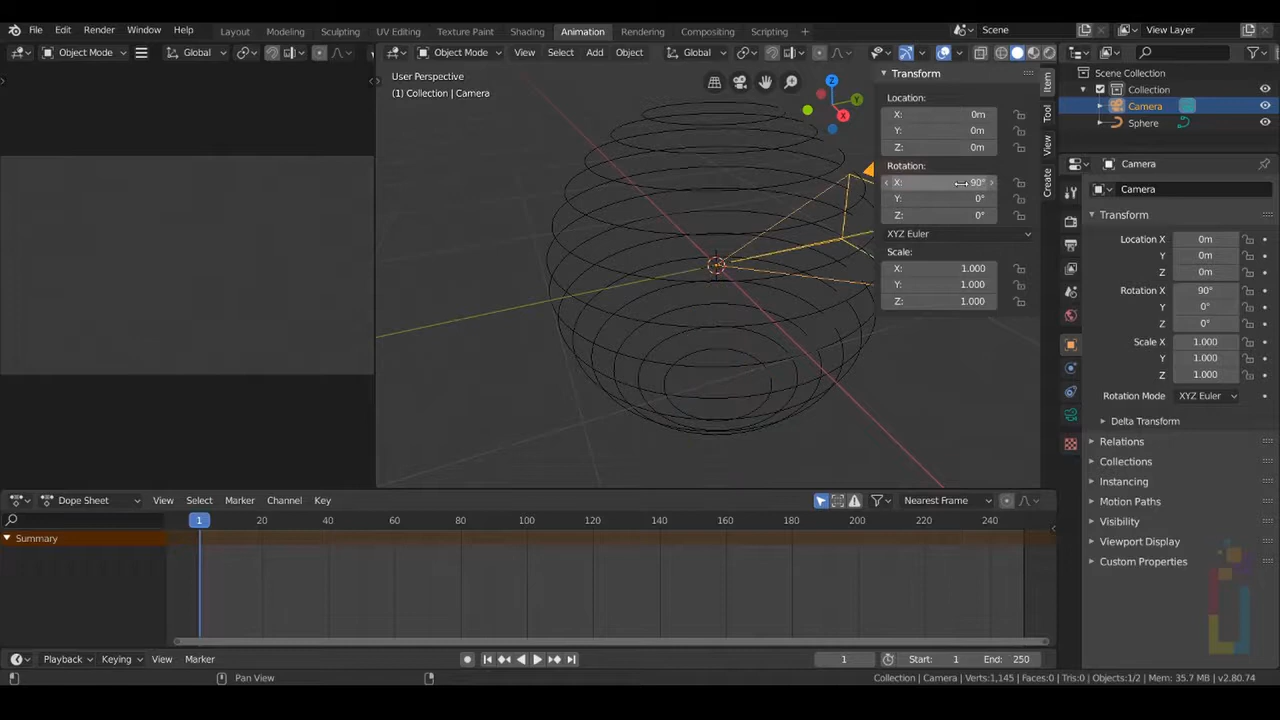 File Edit Render Window Help Layout Modeling Sculpting UV Editing Texture Paint Shading Animation Rendering Compositing Scripting + Scene View Layer
Object Mode Global Object Mode View Select Add Object Global
User Perspective
(1) Collection | Camera
Transform
Location:
X: 0m
Y: 0m
Z: 0m
Rotation:
X: 90°
Y: 0°
Z: 0°
XYZ Euler
Scale:
X: 1.000
Y: 1.000
Z: 1.000
Item
Tool
View
Create
Z
Y
X
Scene Collection
Collection
Camera
Sphere
Camera
Camera
Transform
Location X 0m
Y 0m
Z 0m
Rotation X 90°
Y 0°
Z 0°
Scale X 1.000
Y 1.000
Z 1.000
Rotation Mode XYZ Euler
Delta Transform
Relations
Collections
Instancing
Motion Paths
Visibility
Viewport Display
Custom Properties
Dope Sheet View Select Marker Channel Key Nearest Frame
1 20 40 60 80 100 120 140 160 180 200 220 240
Summary
Playback Keying View Marker 1 Start: 1 End: 250
Pan View Collection | Camera | Verts:1,145 | Faces:0 | Tris:0 | Objects:1/2 | Mem: 35.7 MB | v2.80.74